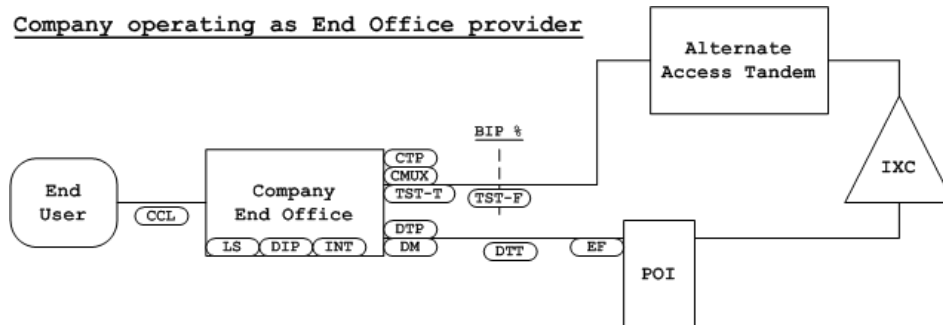 Company operating as End Office provider
Alternate
Access Tandem
BIP %
CTP
CMUX
TST-T
TST-F
IXC
End
User
CCL
Company
End Office
LS
DIP
INT
DTP
DM
DTT
EF
POI